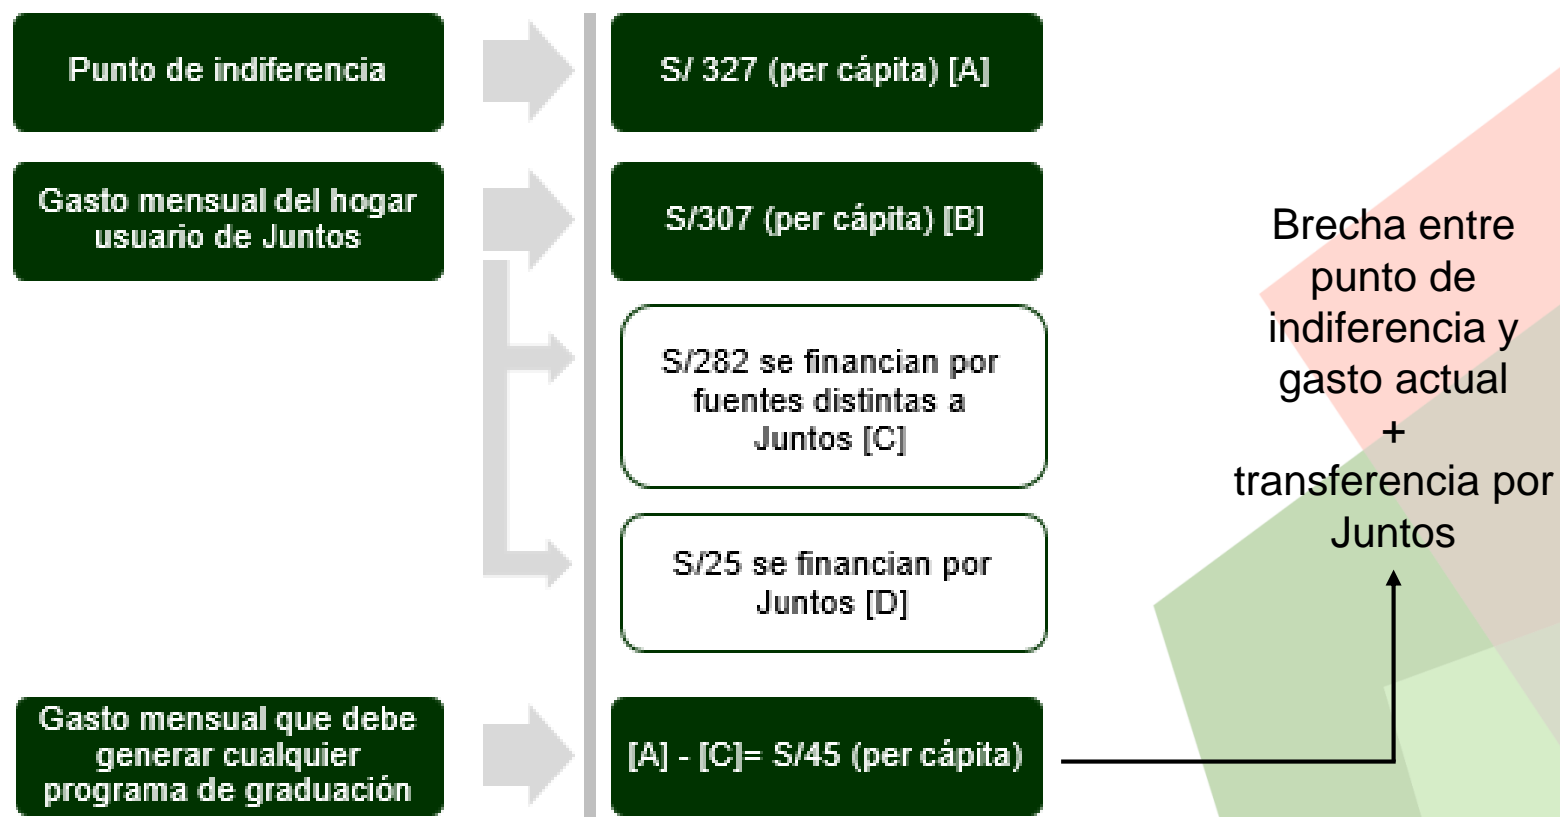 Punto de indiferencia
S/ 327 (per cápita) [A]
Gasto mensual del hogar
usuario de Juntos
S/307 (per cápita) [B]
S/282 se financian por
fuentes distintas a
Juntos [C]
S/25 se financian por
Juntos [D]
Gasto mensual que debe
generar cualquier
programa de graduación
[A] - [C]= S/45 (per cápita)
Brecha entre
punto de
indiferencia y
gasto actual
+
transferencia por
Juntos